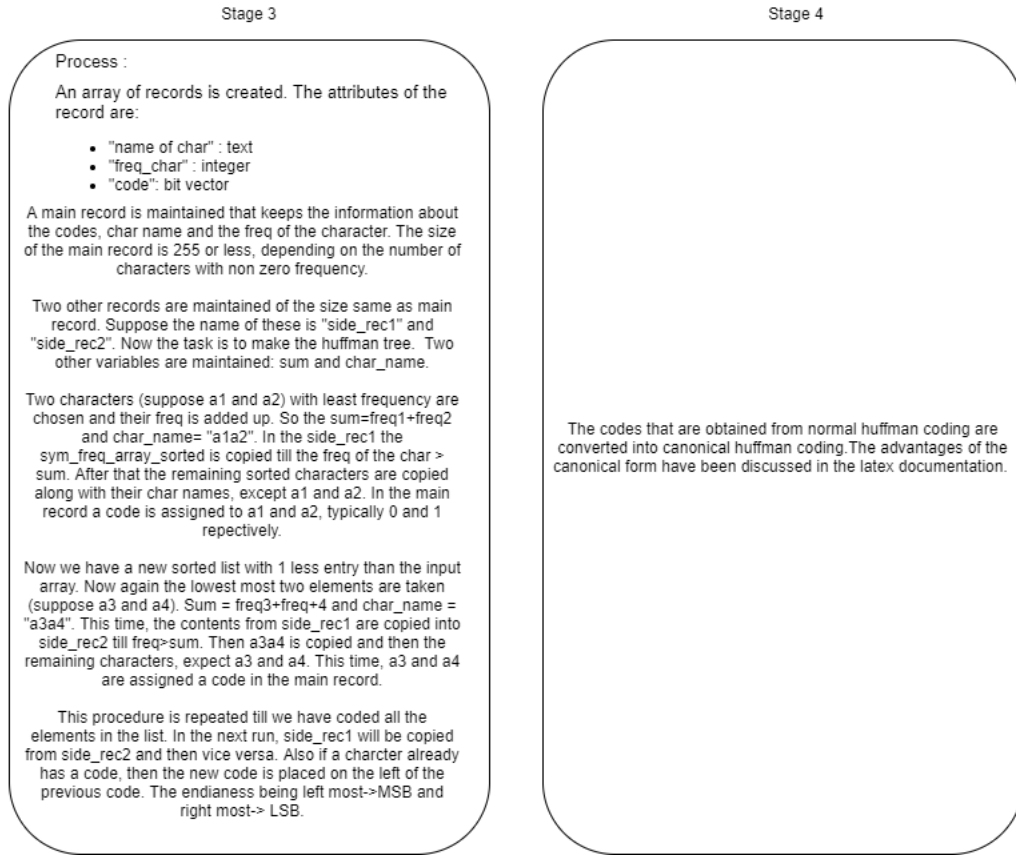 Stage 3
Process :
An array of records is created. The attributes of the
record are:
• "name of char" : text
• "freq_char" : integer
• "code": bit vector
A main record is maintained that keeps the information about
the codes, char name and the freq of the character. The size
of the main record is 255 or less, depending on the number of
characters with non zero frequency.
Two other records are maintained of the size same as main
record. Suppose the name of these is "side_rec1" and
"side_rec2". Now the task is to make the huffman tree.  Two
other variables are maintained: sum and char_name.
Two characters (suppose a1 and a2) with least frequency are
chosen and their freq is added up. So the sum=freq1+freq2
and char_name= "a1a2". In the side_rec1 the
sym_freq_array_sorted is copied till the freq of the char >
sum. After that the remaining sorted characters are copied
along with their char names, except a1 and a2. In the main
record a code is assigned to a1 and a2, typically 0 and 1
repectively.
Now we have a new sorted list with 1 less entry than the input
array. Now again the lowest most two elements are taken
(suppose a3 and a4). Sum = freq3+freq+4 and char_name =
"a3a4". This time, the contents from side_rec1 are copied into
side_rec2 till freq>sum. Then a3a4 is copied and then the
remaining characters, expect a3 and a4. This time, a3 and a4
are assigned a code in the main record.
This procedure is repeated till we have coded all the
elements in the list. In the next run, side_rec1 will be copied
from side_rec2 and then vice versa. Also if a charcter already
has a code, then the new code is placed on the left of the
previous code. The endianess being left most->MSB and
right most-> LSB.
Stage 4
The codes that are obtained from normal huffman coding are
converted into canonical huffman coding.The advantages of the
canonical form have been discussed in the latex documentation.